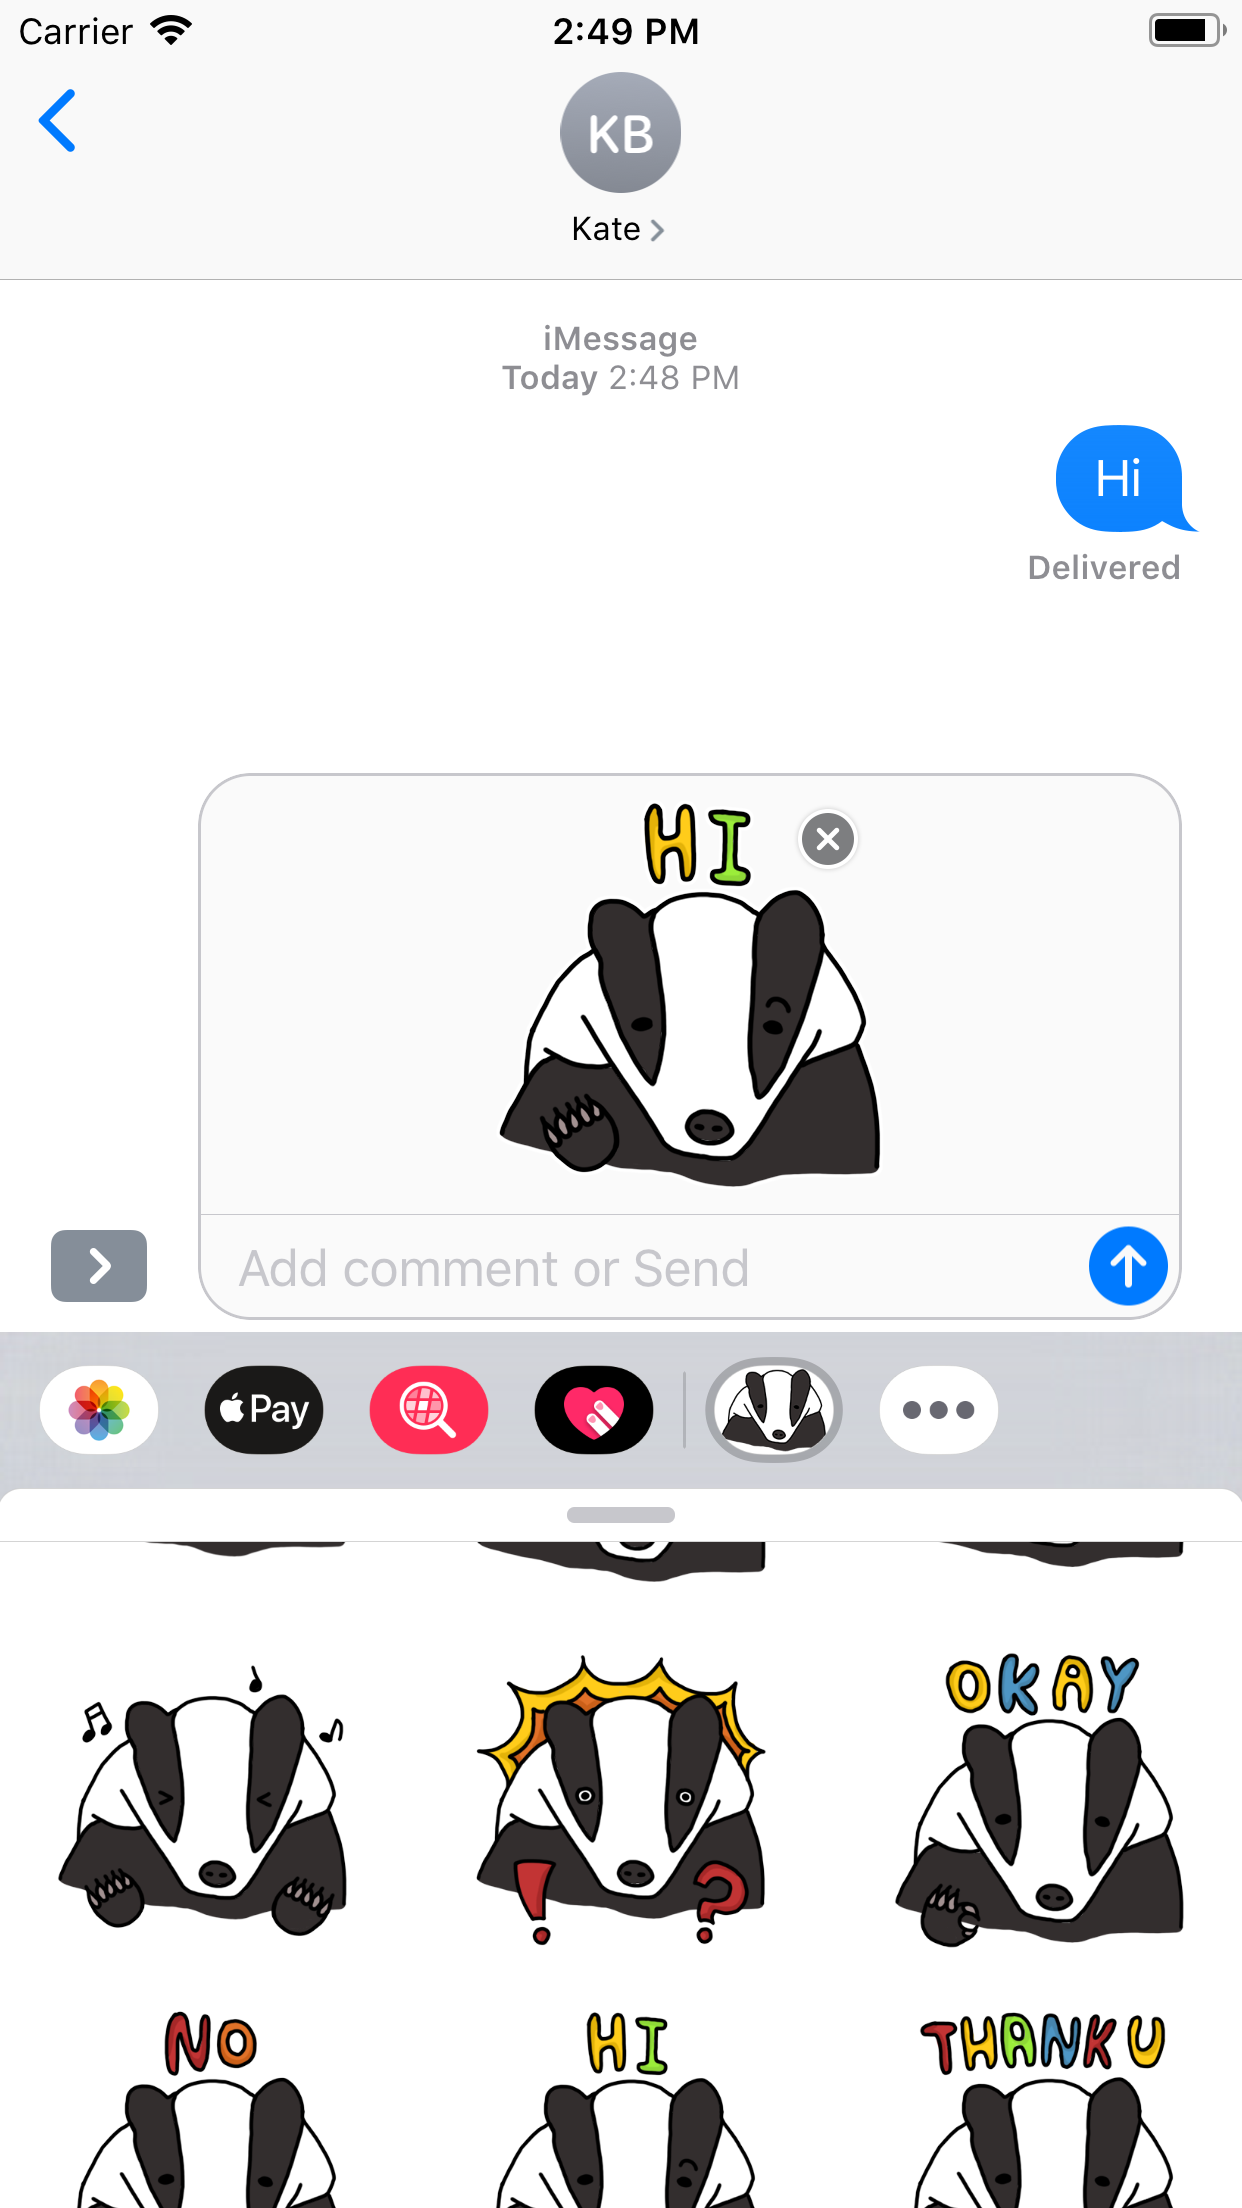 Carrier 2:49 PM
KB
Kate
iMessage
Today 2:48 PM
Hi
Delivered
HI
Add comment or Send
Pay
OKAY
! ?
NO HI THANK U